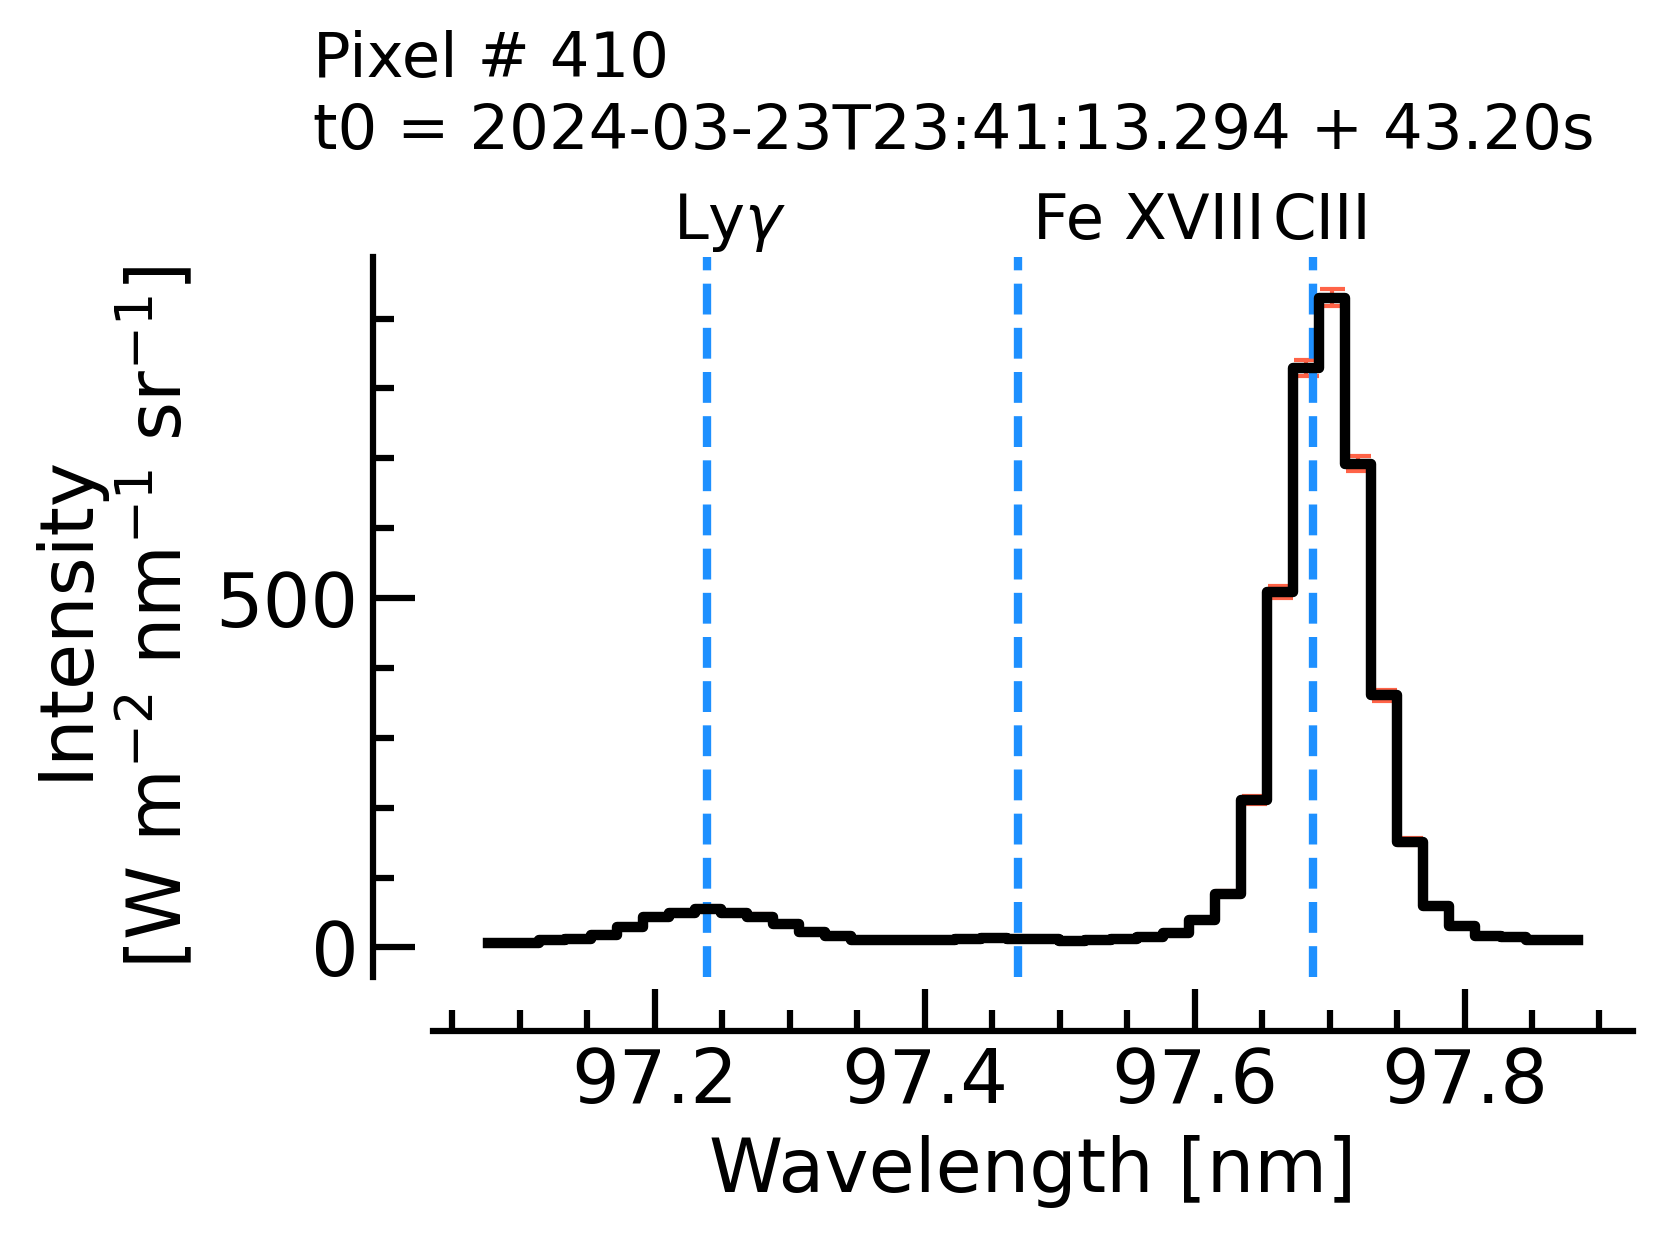 Pixel # 410
t0 = 2024-03-23T23:41:13.294 + 43.20s
Lyγ Fe XVIII CIII
Intensity
[W m⁻² nm⁻¹ sr⁻¹]
500
0
97.2 97.4 97.6 97.8
Wavelength [nm]